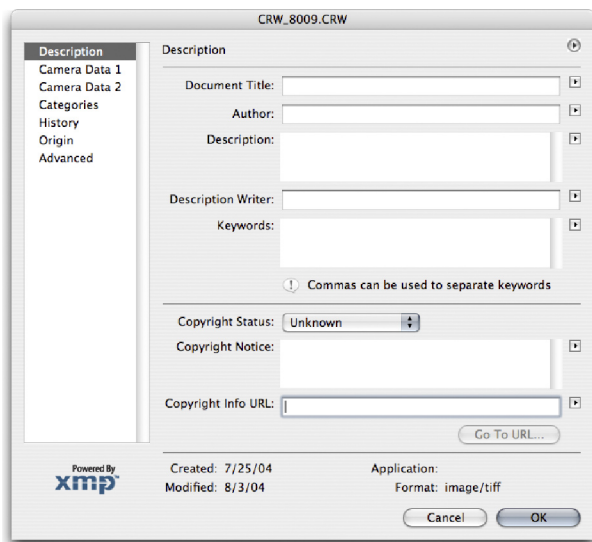 CRW_8009.CRW
Description
Camera Data 1
Camera Data 2
Categories
History
Origin
Advanced
Description
Document Title:
Author:
Description:
Description Writer:
Keywords:
! Commas can be used to separate keywords
Copyright Status: Unknown
Copyright Notice:
Copyright Info URL:
Go To URL...
Powered By
xmp™
Created: 7/25/04 Application:
Modified: 8/3/04 Format: image/tiff
Cancel OK